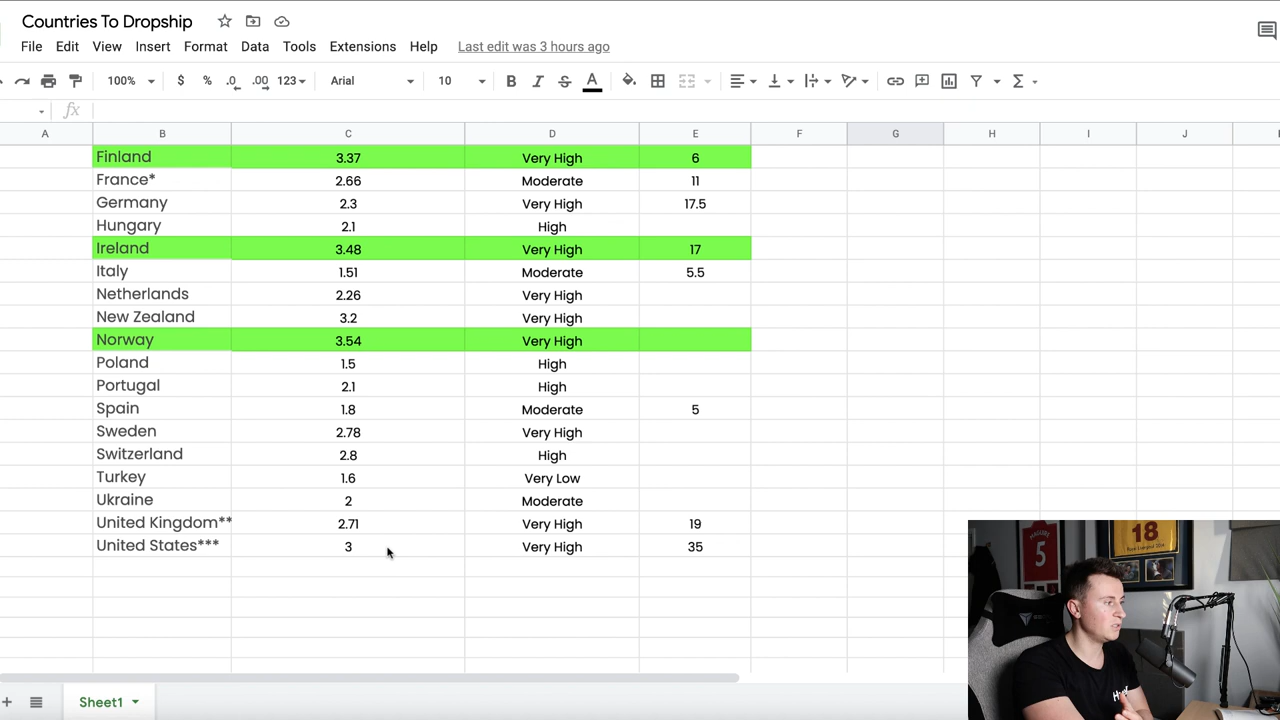 Countries To Dropship
File Edit View Insert Format Data Tools Extensions Help Last edit was 3 hours ago
100% $ % .0 .00 123 Arial 10 B I S A Σ
fx
A B C D E F G H I J
Finland 3.37 Very High 6
France* 2.66 Moderate 11
Germany 2.3 Very High 17.5
Hungary 2.1 High
Ireland 3.48 Very High 17
Italy 1.51 Moderate 5.5
Netherlands 2.26 Very High
New Zealand 3.2 Very High
Norway 3.54 Very High
Poland 1.5 High
Portugal 2.1 High
Spain 1.8 Moderate 5
Sweden 2.78 Very High
Switzerland 2.8 High
Turkey 1.6 Very Low
Ukraine 2 Moderate
United Kingdom** 2.71 Very High 19
United States*** 3 Very High 35
5
18
Sheet1